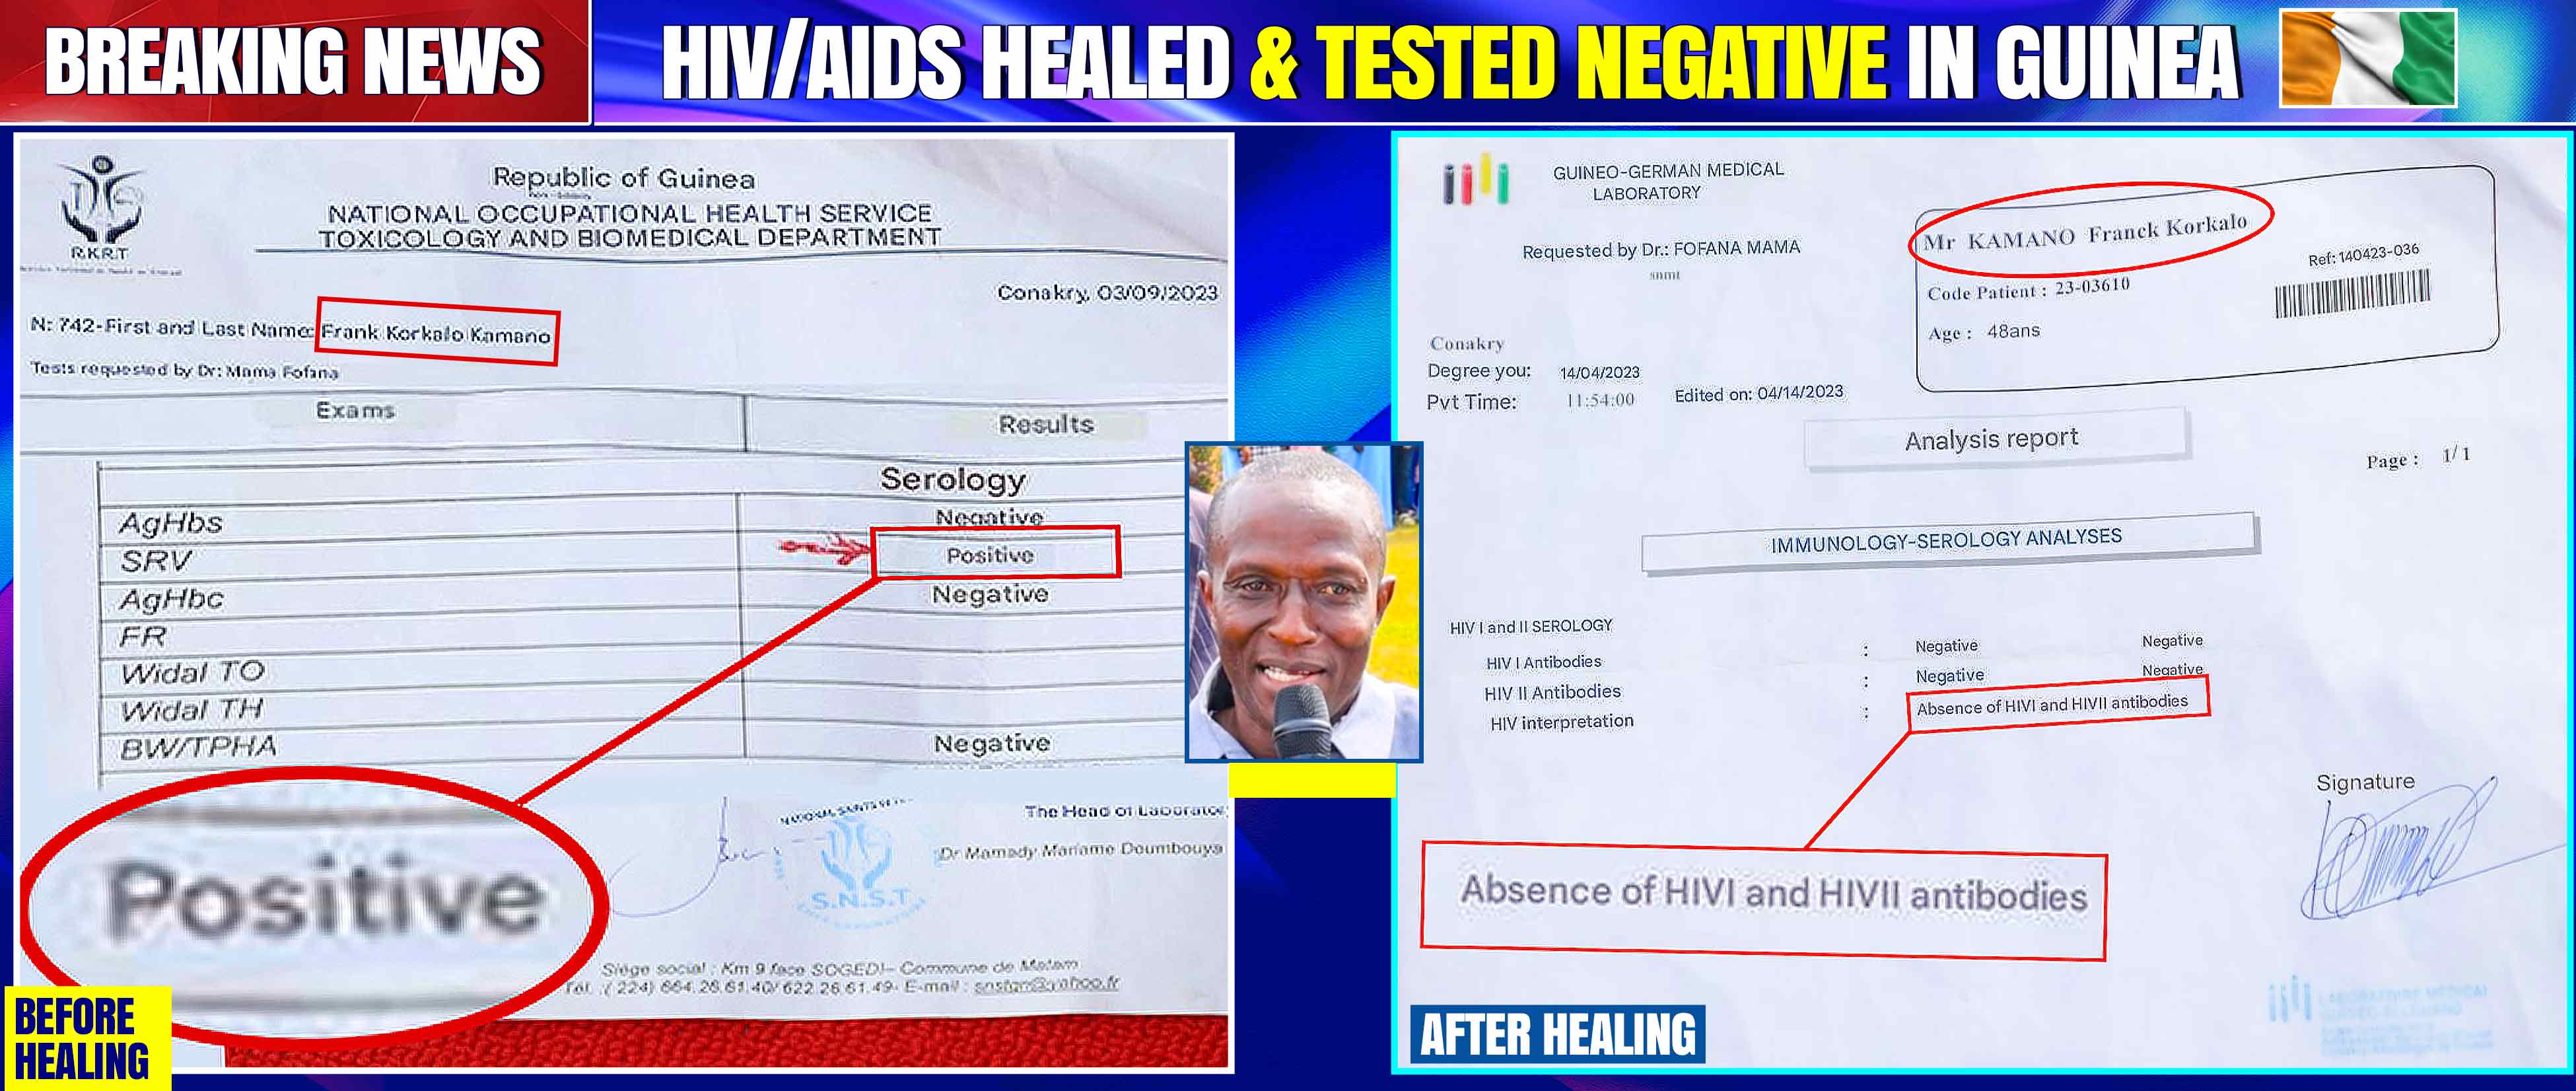 BREAKING NEWS
HIV/AIDS HEALED & TESTED NEGATIVE IN GUINEA
R.K.R.T
Republic of Guinea
NATIONAL OCCUPATIONAL HEALTH SERVICE
TOXICOLOGY AND BIOMEDICAL DEPARTMENT
Conakry, 03/09/2023
N: 742-First and Last Name: Frank Korkalo Kamano
Tests requested by Dr: Mama Fofana
Exams Results
Serology
AgHbs Negative
SRV Positive
AgHbc Negative
FR
Widal TO
Widal TH
BW/TPHA Negative
Positive
The Head of Laborator
Dr Mamady Mariame Doumbouya
S.N.S.T
Siége social : Km 9 face SOGEDI– Commune de Matam
Tél. :( 224) 664.26.61.40/ 622.26.61.49- E-mail :
BEFORE
HEALING
GUINEO-GERMAN MEDICAL
LABORATORY
Requested by Dr.: FOFANA MAMA
snmt
Mr KAMANO Franck Korkalo
Ref: 140423-036
Code Patient : 23-03610
Age : 48ans
Conakry
Degree you: 14/04/2023
Pvt Time: 11:54:00 Edited on: 04/14/2023
Analysis report
Page : 1/1
IMMUNOLOGY-SEROLOGY ANALYSES
HIV I and II SEROLOGY
HIV I Antibodies : Negative Negative
HIV II Antibodies : Negative Negative
HIV interpretation : Absence of HIVI and HIVII antibodies
Signature
Absence of HIVI and HIVII antibodies
AFTER HEALING